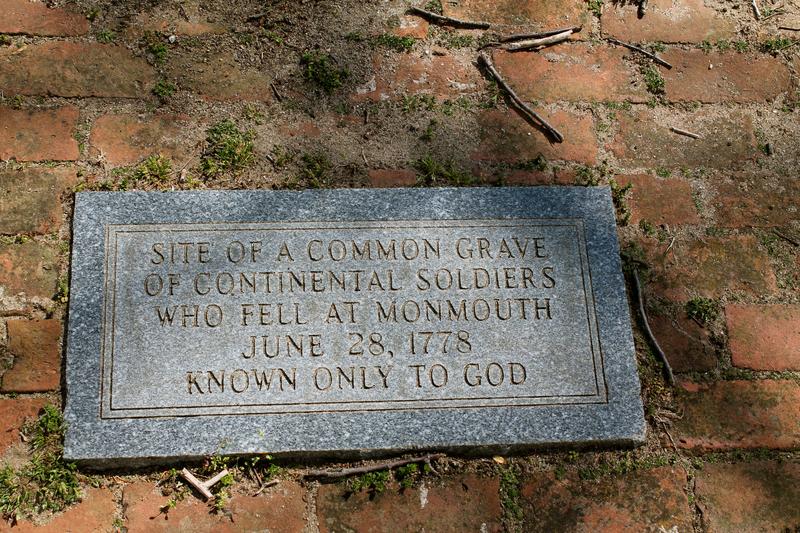 SITE OF A COMMON GRAVE
OF CONTINENTAL SOLDIERS
WHO FELL AT MONMOUTH
JUNE 28, 1778
KNOWN ONLY TO GOD